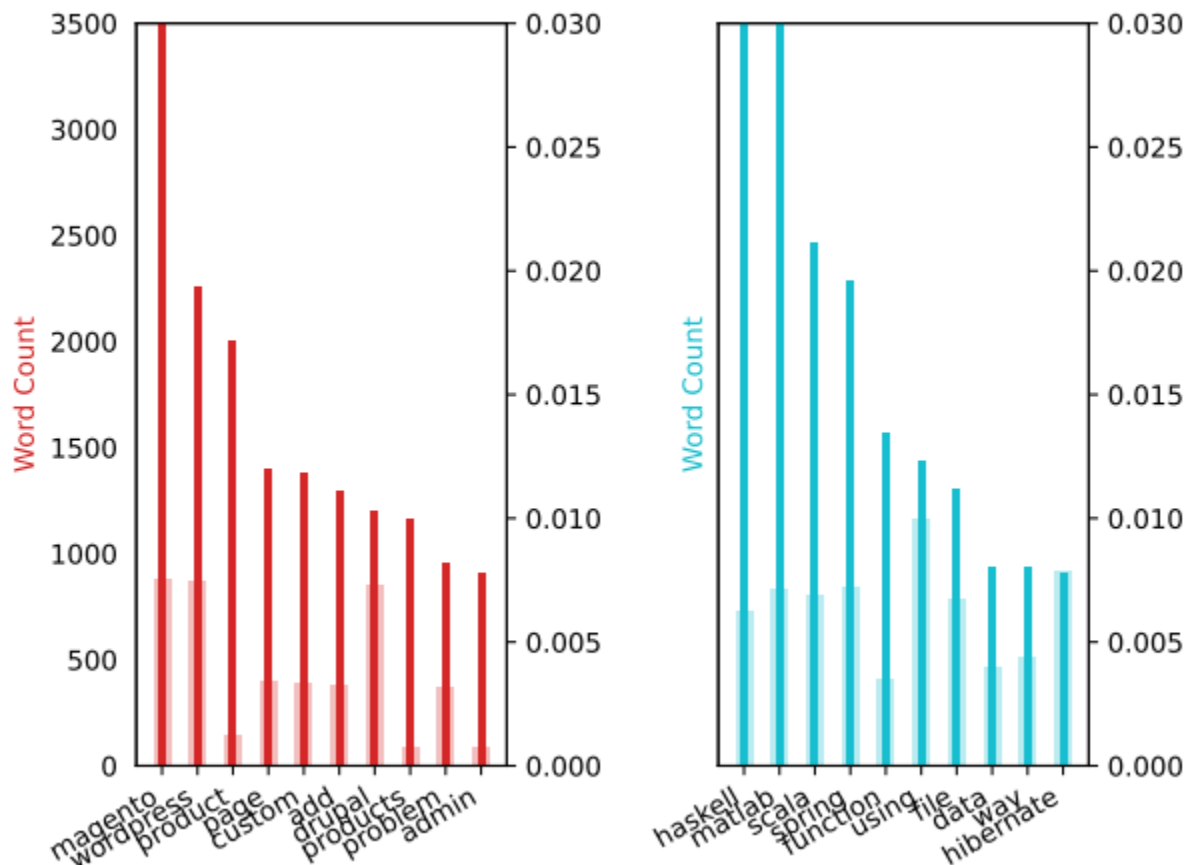 3500
3000
2500
2000
1500
1000
500
0
Word Count
0.030
0.025
0.020
0.015
0.010
0.005
0.000
magento
wordpress
product
page
custom
add
drupal
products
problem
admin
Word Count
0.030
0.025
0.020
0.015
0.010
0.005
0.000
haskell
matlab
scala
spring
function
using
file
data
way
hibernate